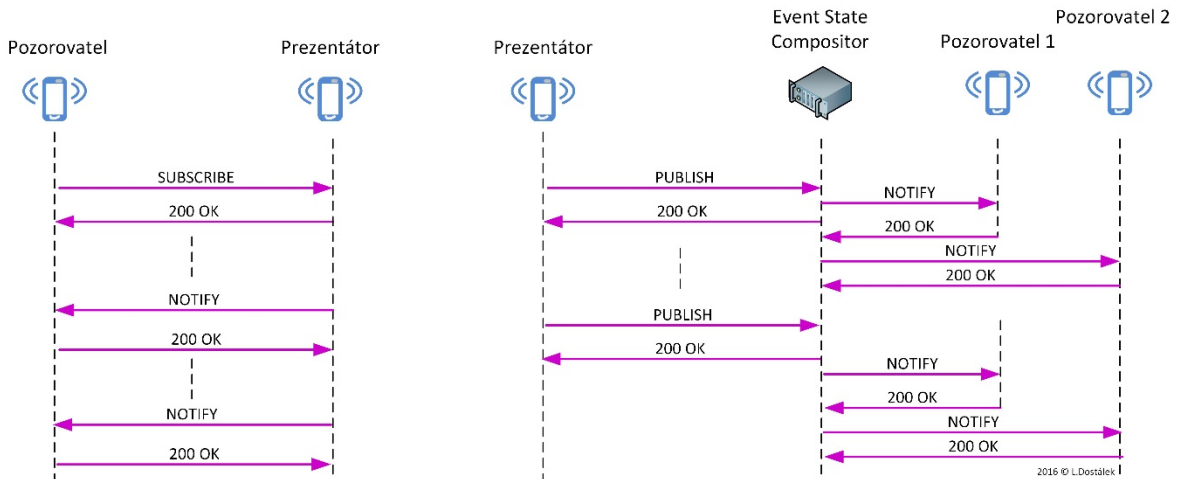 Pozorovatel
Prezentátor
SUBSCRIBE
200 OK
NOTIFY
200 OK
NOTIFY
200 OK
Prezentátor
Event State
Compositor
Pozorovatel 1
Pozorovatel 2
PUBLISH
NOTIFY
200 OK
200 OK
NOTIFY
200 OK
PUBLISH
200 OK
NOTIFY
200 OK
NOTIFY
200 OK
2016 © L.Dostálek